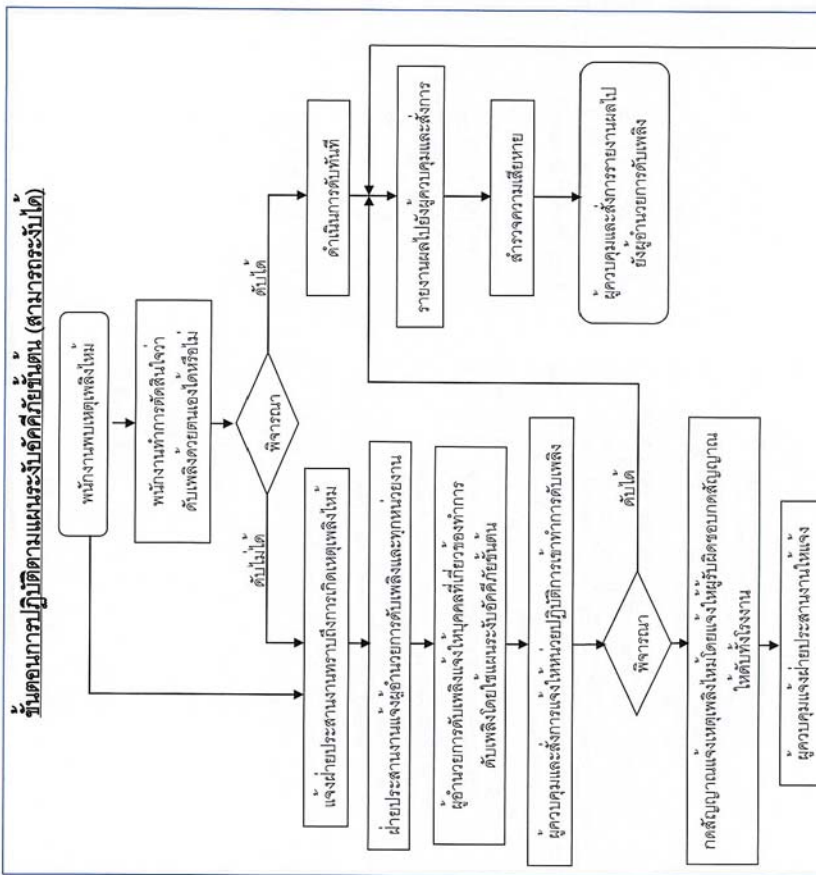 ขั้นตอนการปฏิบัติตามแผนระงับอัคคีภัยขั้นต้น (สามารถระงับได้)
พนักงานพบเหตุเพลิงไหม้
พนักงานทำการตัดสินใจว่า
ดับเพลิงด้วยตนเองได้หรือไม่
พิจารณา
ดับไม่ได้
ดับได้
แจ้งฝ่ายประสานงานทราบถึงการเกิดเหตุเพลิงไหม้
ฝ่ายประสานงานแจ้งผู้อำนวยการดับเพลิงและทุกหน่วยงาน
ผู้อำนวยการดับเพลิงแจ้งให้บุคคลที่เกี่ยวข้องทำการ
ดับเพลิงโดยใช้แผนระงับอัคคีภัยขั้นต้น
ผู้ควบคุมและสั่งการแจ้งให้หน่วยปฏิบัติการเข้าทำการดับเพลิง
พิจารณา
ดับได้
กดสัญญาณแจ้งเหตุเพลิงไหม้โดยแจ้งให้ผู้รับผิดชอบกดสัญญาณ
ให้ดับทั้งโรงงาน
ผู้ควบคุมแจ้งฝ่ายประสานงานให้แจ้ง
ดำเนินการดับทันที
รายงานผลไปยังผู้ควบคุมและสั่งการ
สำรวจความเสียหาย
ผู้ควบคุมและสั่งการรายงานผลไป
ยังผู้อำนวยการดับเพลิง